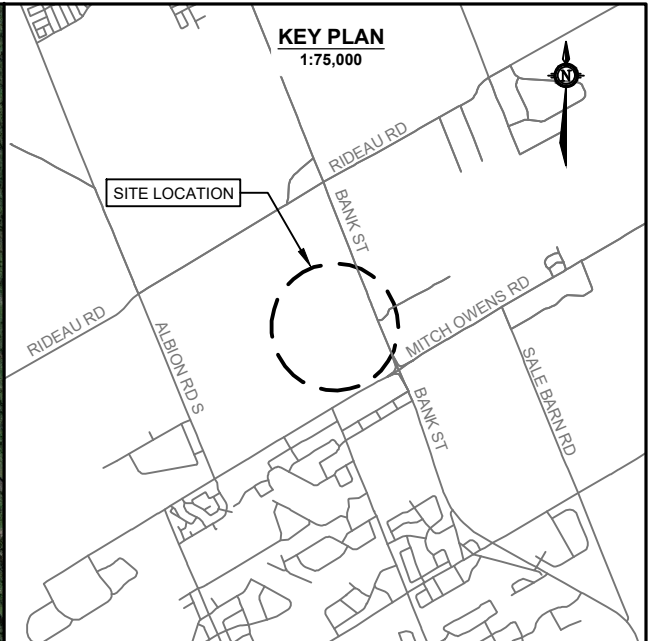 KEY PLAN
1:75,000
N
RIDEAU RD
SITE LOCATION
BANK ST
RIDEAU RD
ALBION RD S
MITCH OWENS RD
BANK ST
SALE BARN RD